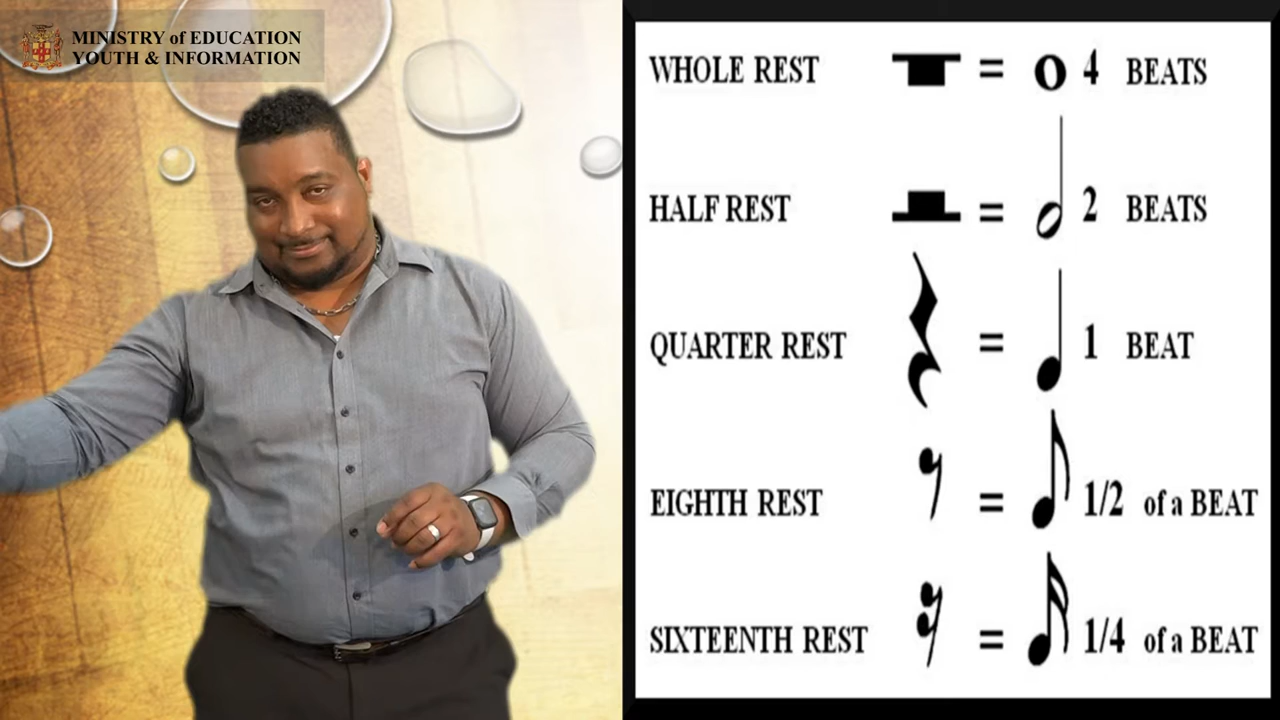 MINISTRY of EDUCATION
YOUTH & INFORMATION
WHOLE REST = 4 BEATS
HALF REST = 2 BEATS
QUARTER REST = 1 BEAT
EIGHTH REST = 1/2 of a BEAT
SIXTEENTH REST = 1/4 of a BEAT